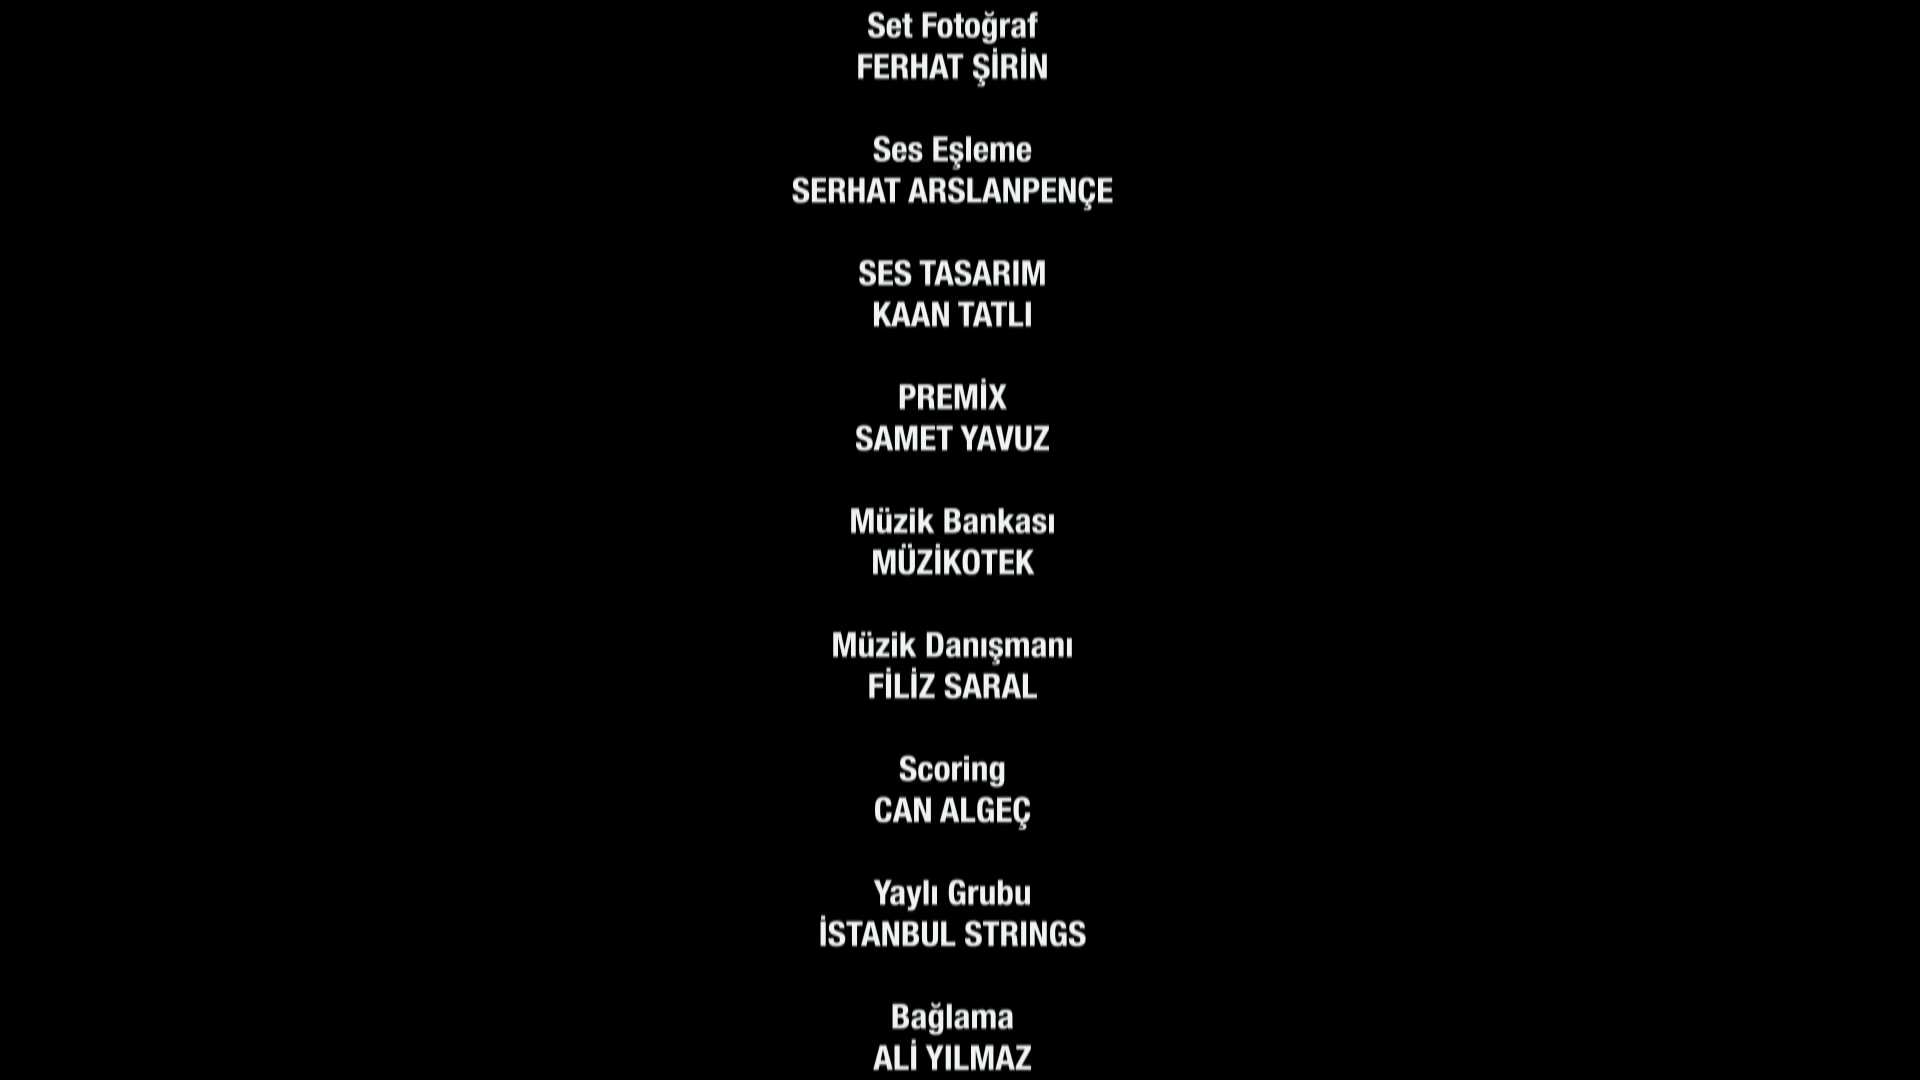 Set Fotoğraf
FERHAT ŞİRİN
Ses Eşleme
SERHAT ARSLANPENÇE
SES TASARIM
KAAN TATLI
PREMİX
SAMET YAVUZ
Müzik Bankası
MÜZİKOTEK
Müzik Danışmanı
FİLİZ SARAL
Scoring
CAN ALGEÇ
Yaylı Grubu
İSTANBUL STRINGS
Bağlama
ALİ YILMAZ